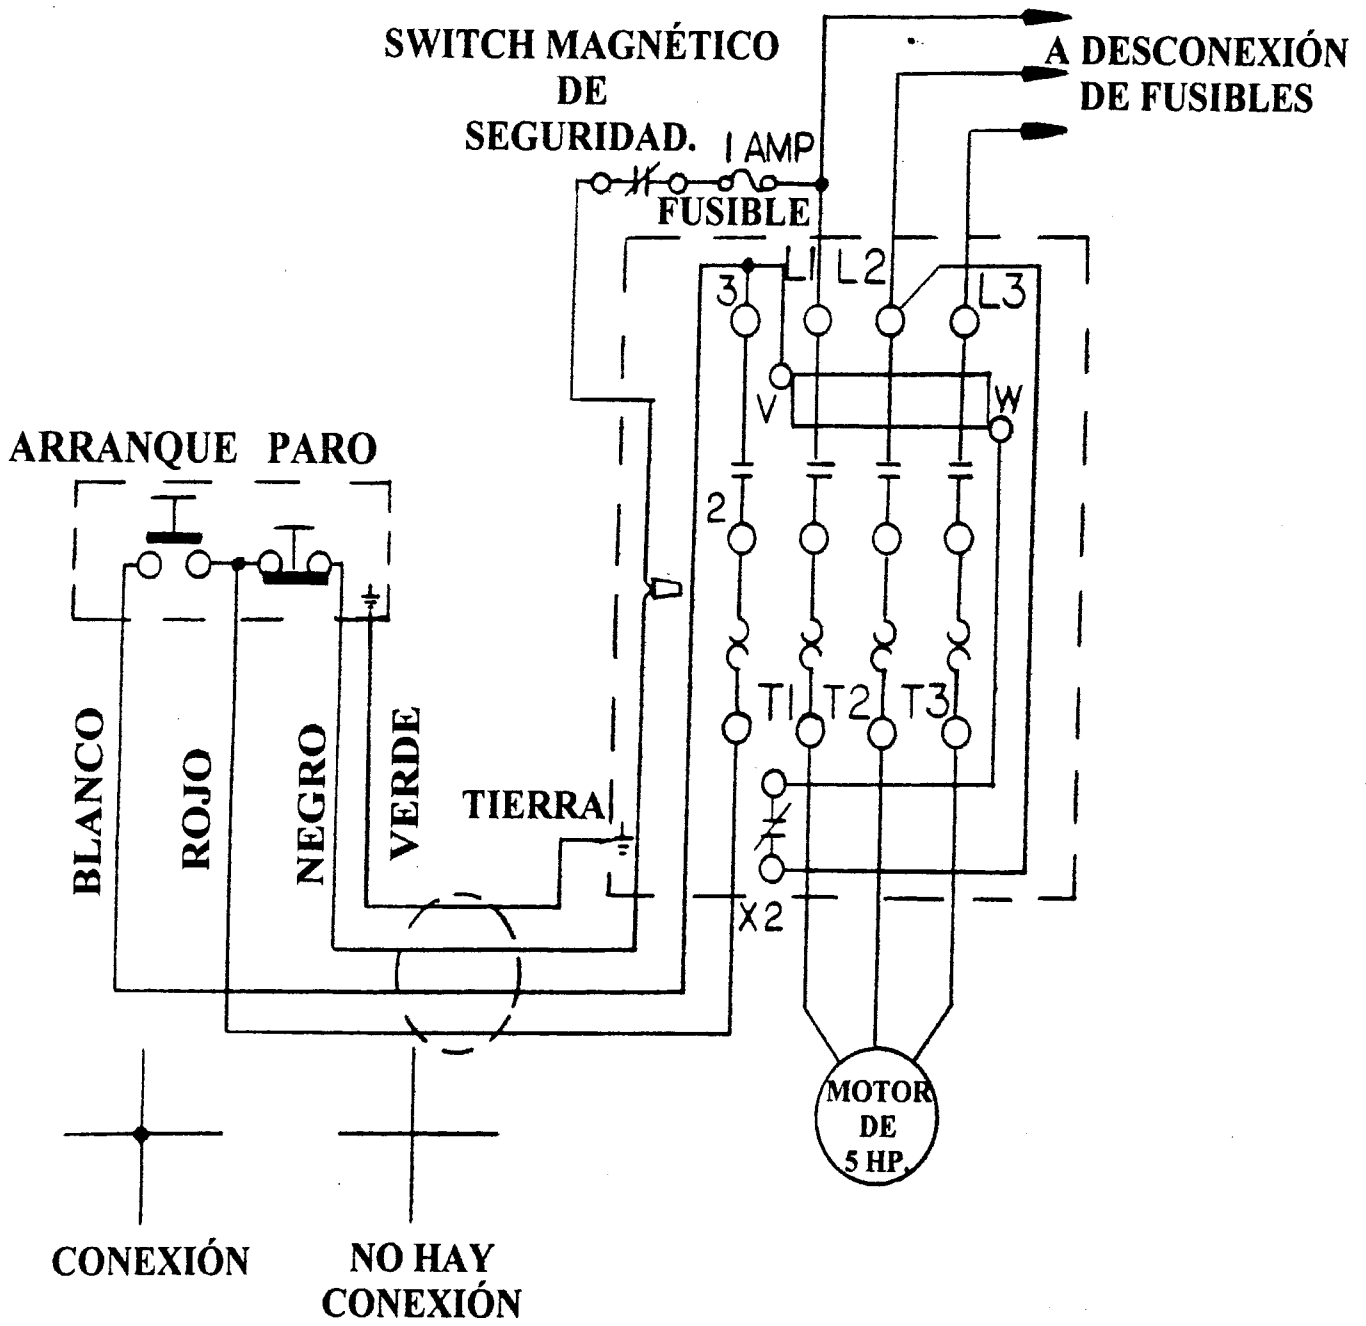 SWITCH MAGNÉTICO
DE
SEGURIDAD.
A DESCONEXIÓN
DE FUSIBLES
1 AMP
FUSIBLE
L1
L2
L3
3
V
W
2
ARRANQUE PARO
T1
T2
T3
BLANCO
ROJO
NEGRO
VERDE
TIERRA
X2
MOTOR
DE
5 HP.
CONEXIÓN
NO HAY
CONEXIÓN